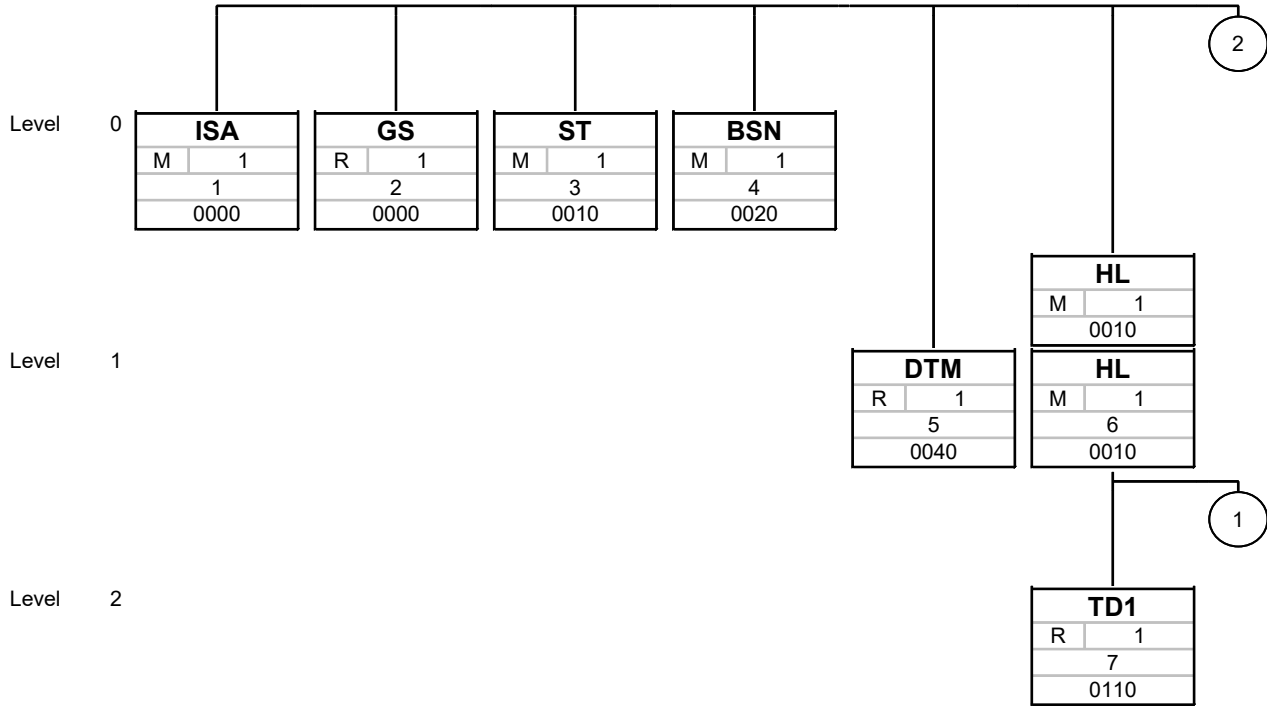 2
Level 0
ISA GS ST BSN
M 1 R 1 M 1 M 1
1 2 3 4
0000 0000 0010 0020
HL
M 1
0010
Level 1
DTM HL
R 1 M 1
5 6
0040 0010
1
Level 2
TD1
R 1
7
0110